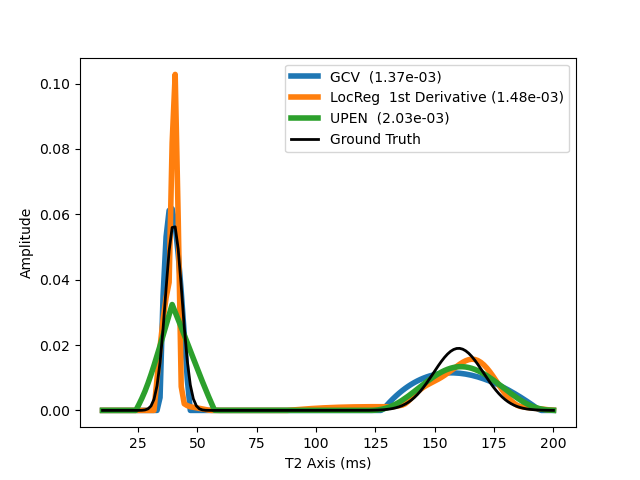 GCV (1.37e-03)
LocReg 1st Derivative (1.48e-03)
UPEN (2.03e-03)
Ground Truth
0.10
0.08
0.06
0.04
0.02
0.00
Amplitude
25 50 75 100 125 150 175 200
T2 Axis (ms)